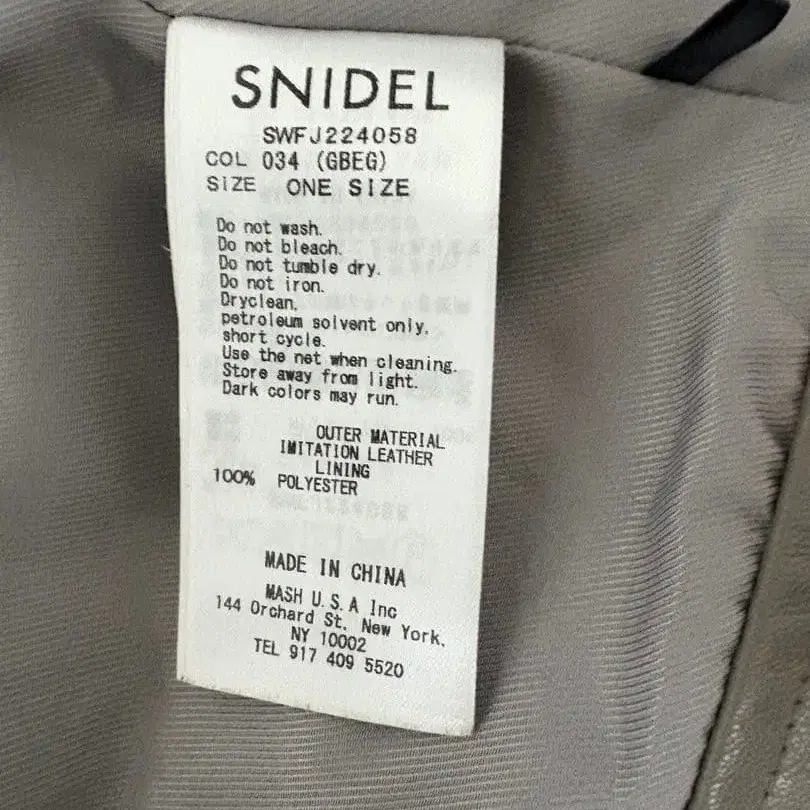 SNIDEL
SWFJ224058
COL 034 (GBEG)
SIZE ONE SIZE
Do not wash.
Do not bleach.
Do not tumble dry.
Do not iron.
Dryclean,
petroleum solvent only,
short cycle.
Use the net when cleaning.
Store away from light.
Dark colors may run.
OUTER MATERIAL
IMITATION LEATHER
LINING
100% POLYESTER
MADE IN CHINA
MASH U.S.A Inc
144 Orchard St. New York,
NY 10002
TEL 917 409 5520